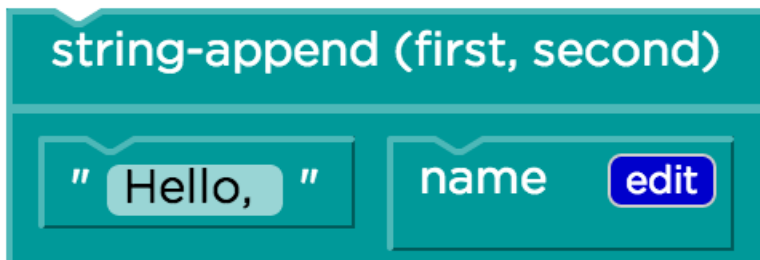 string-append (first, second)
" Hello, " name edit